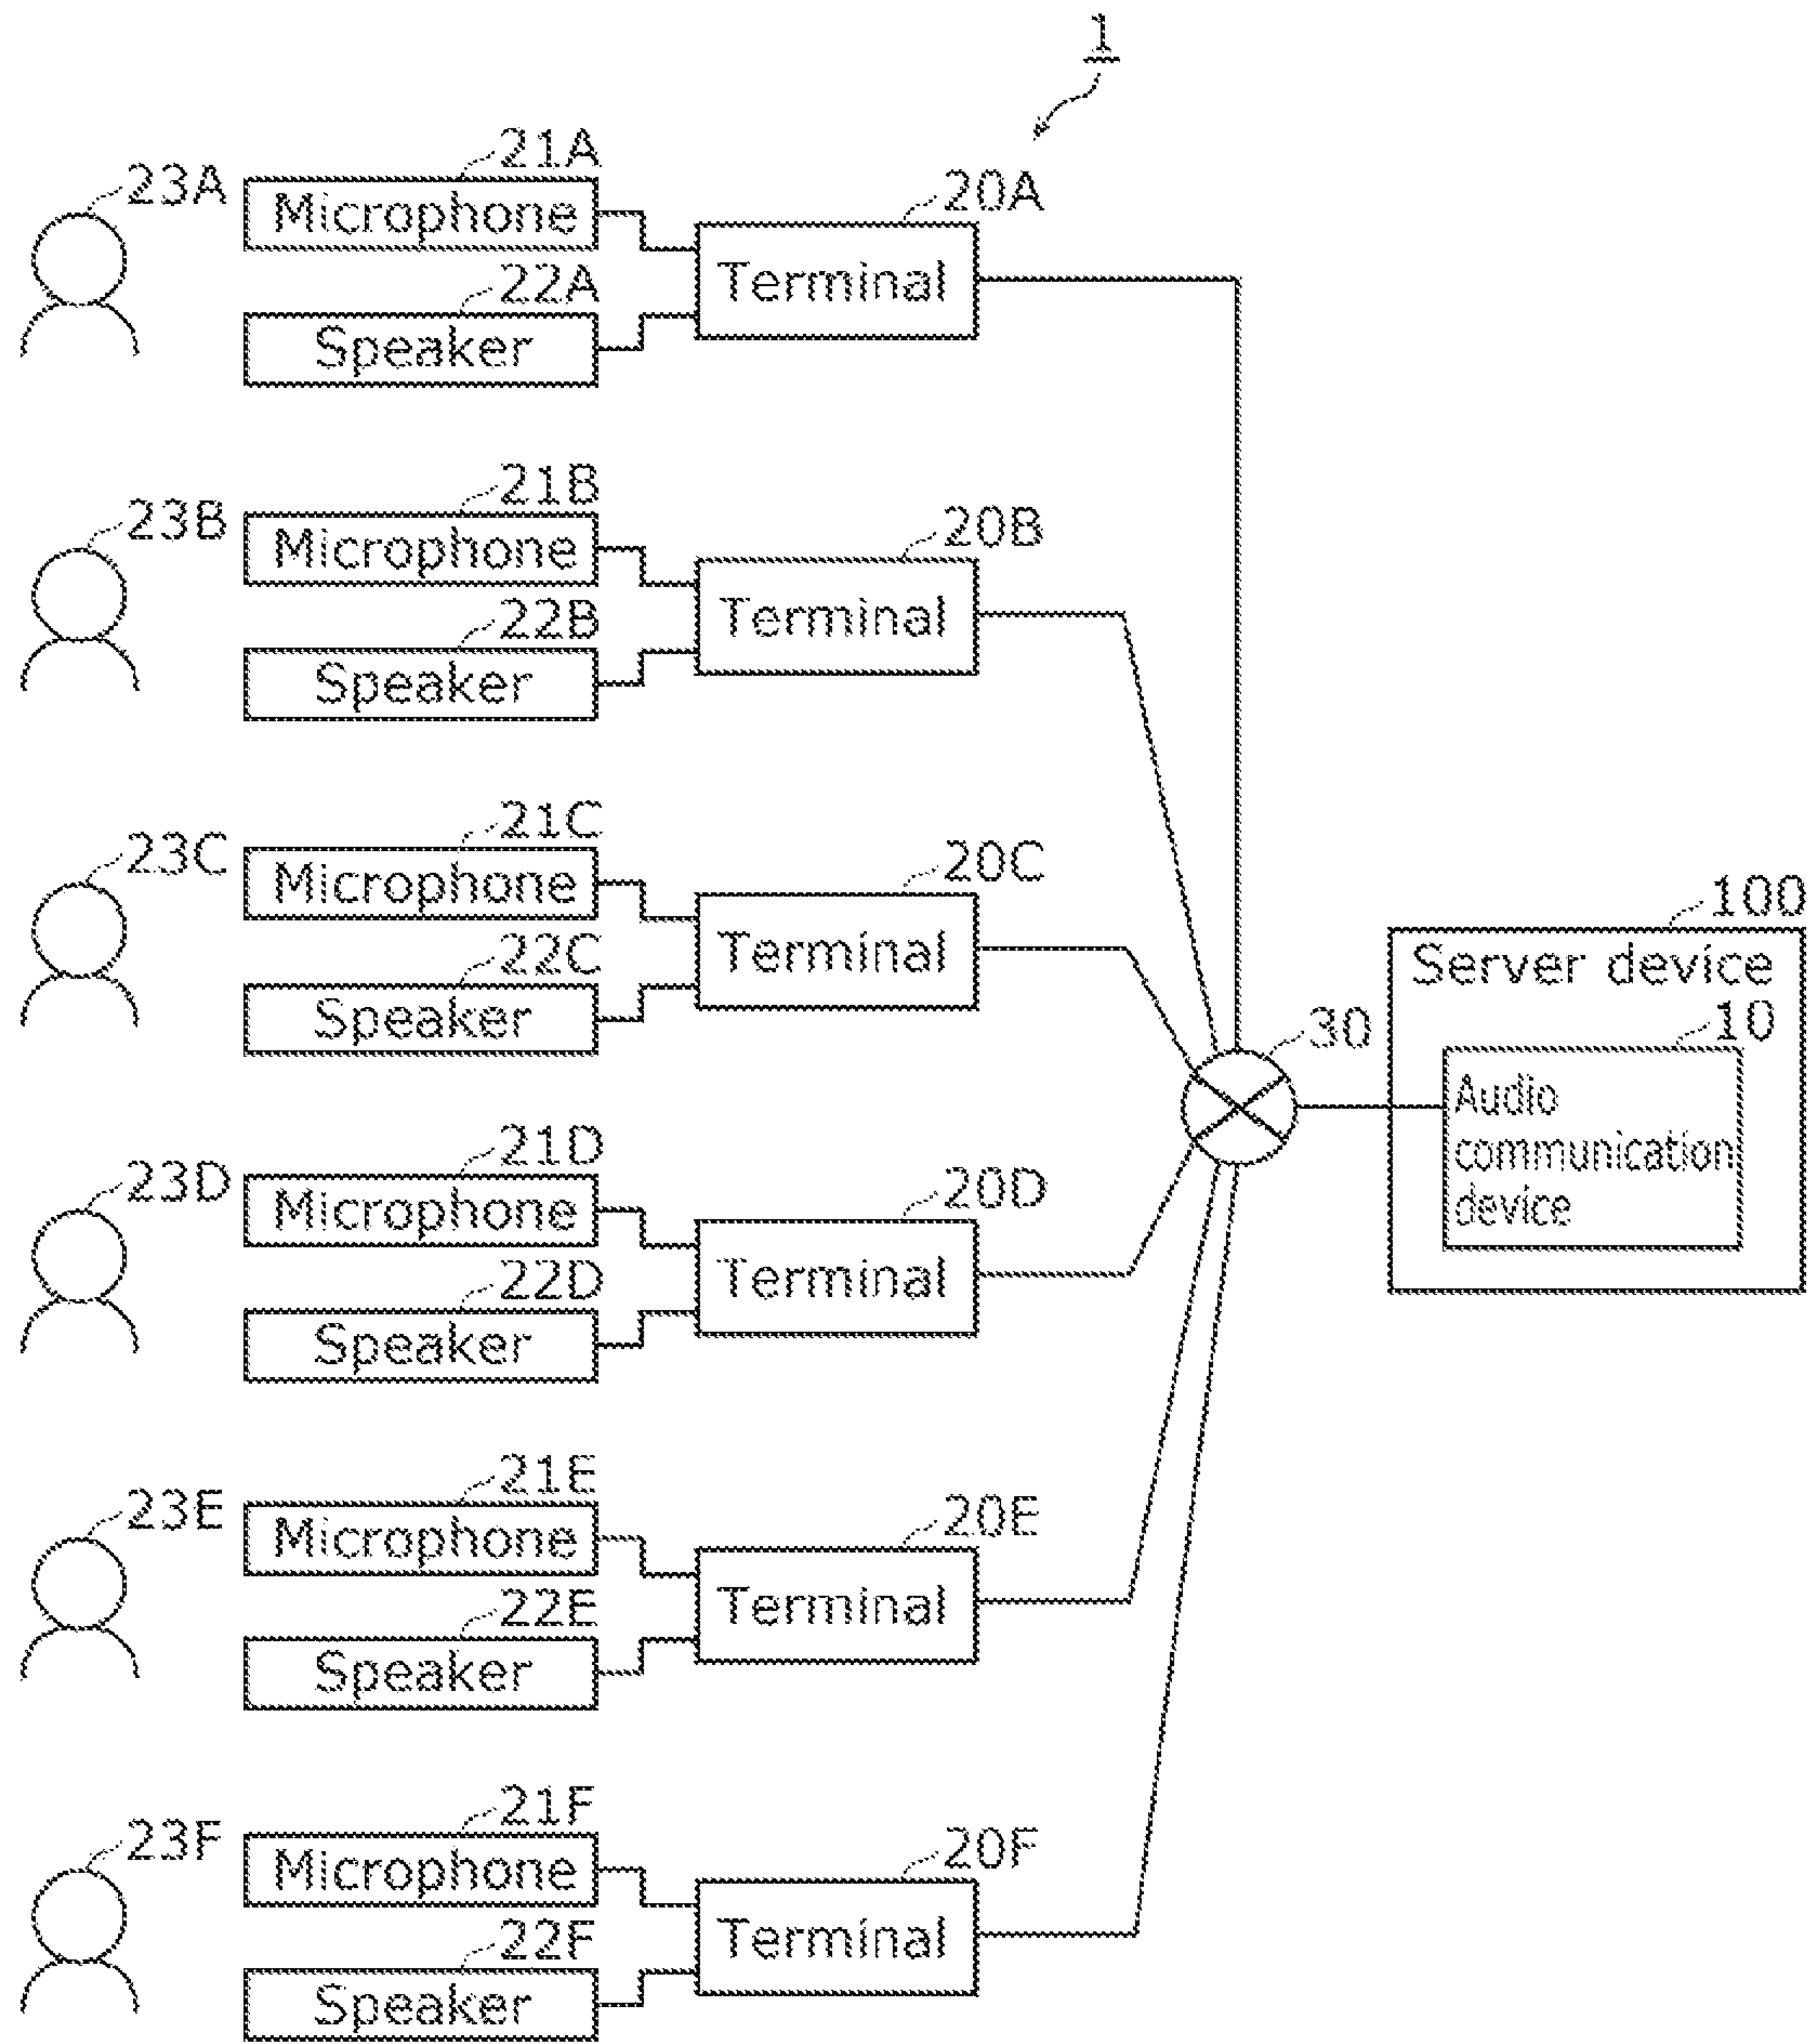 1
21A
23A
Microphone
20A
22A
Terminal
Speaker
21B
23B
Microphone
20B
22B
Terminal
Speaker
21C
23C
Microphone
20C
22C
Terminal
Speaker
100
Server device
30
10
Audio
communication
device
21D
23D
Microphone
20D
22D
Terminal
Speaker
21E
23E
Microphone
20E
22E
Terminal
Speaker
21F
23F
Microphone
20F
22F
Terminal
Speaker